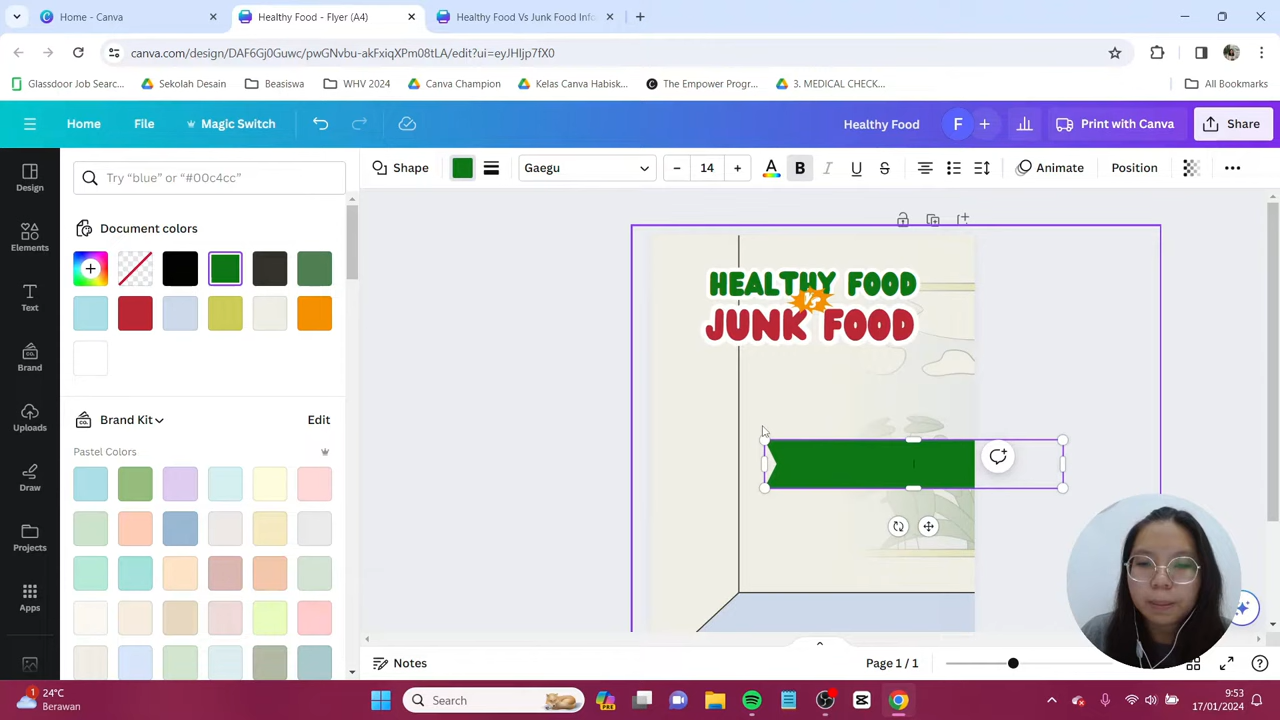 Home - Canva
Healthy Food - Flyer (A4)
Healthy Food Vs Junk Food Info
canva.com/design/DAF6Gj0Guwc/pwGNvbu-akFxiqXPm08tLA/edit?ui=eyJHIjp7fX0
Glassdoor Job Searc...
Sekolah Desain
Beasiswa
WHV 2024
Canva Champion
Kelas Canva Habisk...
The Empower Progr...
3. MEDICAL CHECK...
All Bookmarks
Home
File
Magic Switch
Healthy Food
F
Print with Canva
Share
Design
Elements
Text
Brand
Uploads
Draw
Projects
Apps
Try “blue” or “#00c4cc”
Document colors
Brand Kit
Edit
Pastel Colors
Shape
Gaegu
14
A
B
I
U
S
Animate
Position
HEALTHY FOOD
VS
JUNK FOOD
Notes
Page 1 / 1
1
24°C
Berawan
Search
PRE
9:53
17/01/2024